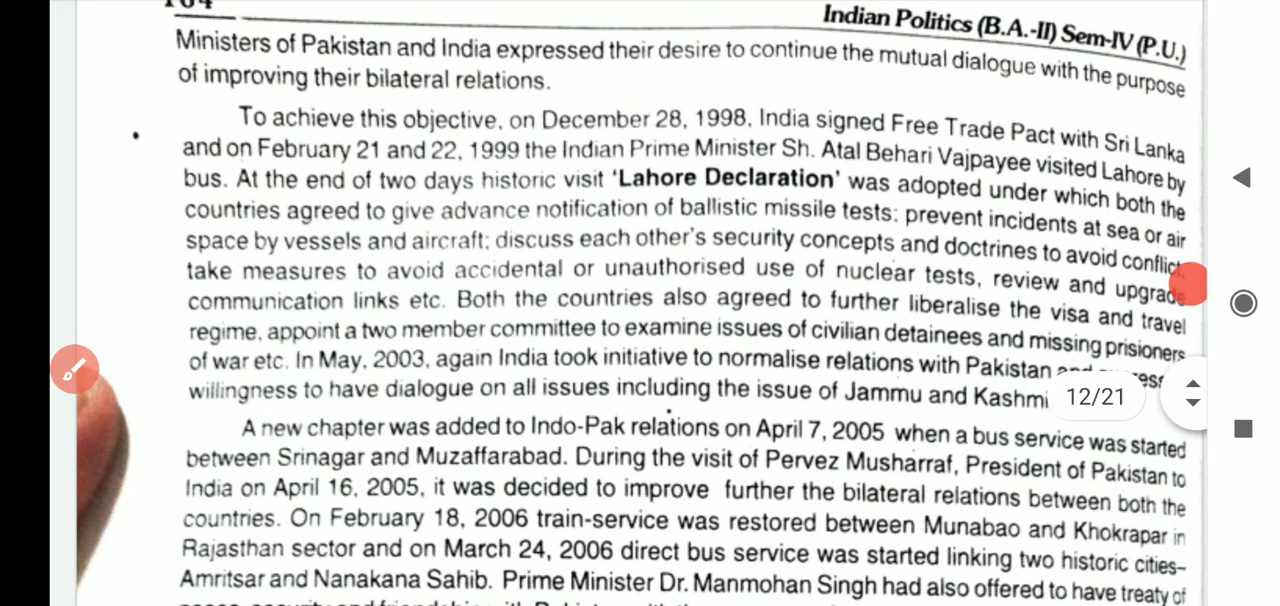 Indian Politics (B.A.-II) Sem-IV (P.U.)
Ministers of Pakistan and India expressed their desire to continue the mutual dialogue with the purpose
of improving their bilateral relations.
To achieve this objective, on December 28, 1998, India signed Free Trade Pact with Sri Lanka
and on February 21 and 22, 1999 the Indian Prime Minister Sh. Atal Behari Vajpayee visited Lahore by
bus. At the end of two days historic visit ‘Lahore Declaration’ was adopted under which both the
countries agreed to give advance notification of ballistic missile tests; prevent incidents at sea or air
space by vessels and aircraft; discuss each other's security concepts and doctrines to avoid conflict,
take measures to avoid accidental or unauthorised use of nuclear tests, review and upgrade
communication links etc. Both the countries also agreed to further liberalise the visa and travel
regime, appoint a two member committee to examine issues of civilian detainees and missing prisioners
of war etc. In May, 2003, again India took initiative to normalise relations with Pakistan
willingness to have dialogue on all issues including the issue of Jammu and Kashmi
12/21
A new chapter was added to Indo-Pak relations on April 7, 2005 when a bus service was started
between Srinagar and Muzaffarabad. During the visit of Pervez Musharraf, President of Pakistan to
India on April 16, 2005, it was decided to improve further the bilateral relations between both the
countries. On February 18, 2006 train-service was restored between Munabao and Khokrapar in
Rajasthan sector and on March 24, 2006 direct bus service was started linking two historic cities–
Amritsar and Nanakana Sahib. Prime Minister Dr. Manmohan Singh had also offered to have treaty of